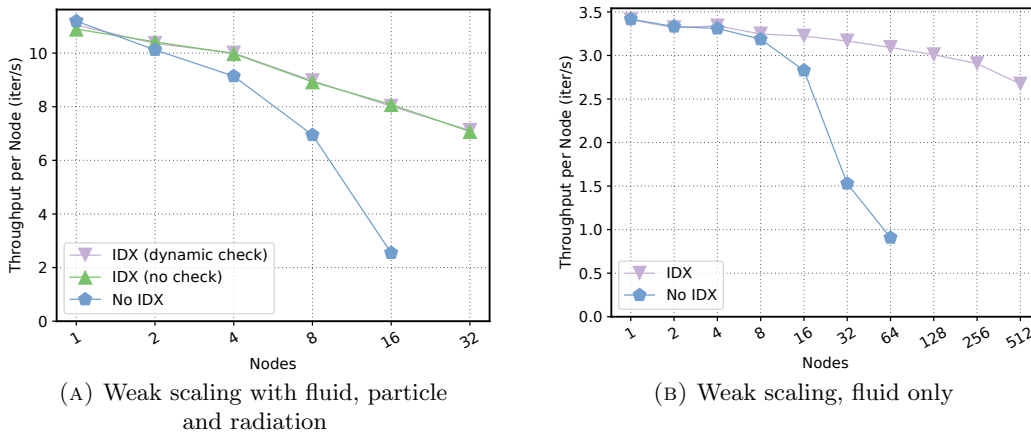 10
8
6
4
2
0
Throughput per Node (iter/s)
IDX (dynamic check)
IDX (no check)
No IDX
1
2
4
8
16
32
Nodes
(A) Weak scaling with fluid, particle
and radiation
3.5
3.0
2.5
2.0
1.5
1.0
0.5
0.0
Throughput per Node (iter/s)
IDX
No IDX
1
2
4
8
16
32
64
128
256
512
Nodes
(B) Weak scaling, fluid only